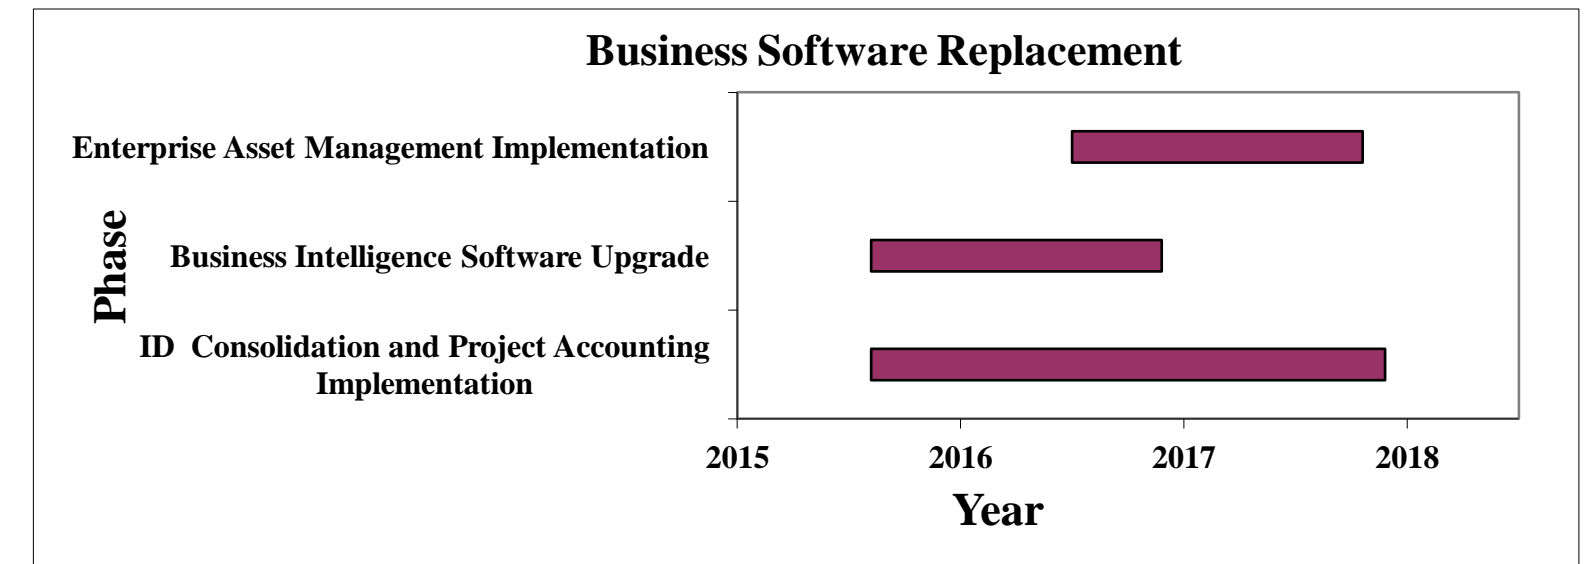 Business Software Replacement
Enterprise Asset Management Implementation
Business Intelligence Software Upgrade
ID  Consolidation and Project Accounting
Implementation
Phase
2015 2016 2017 2018
Year